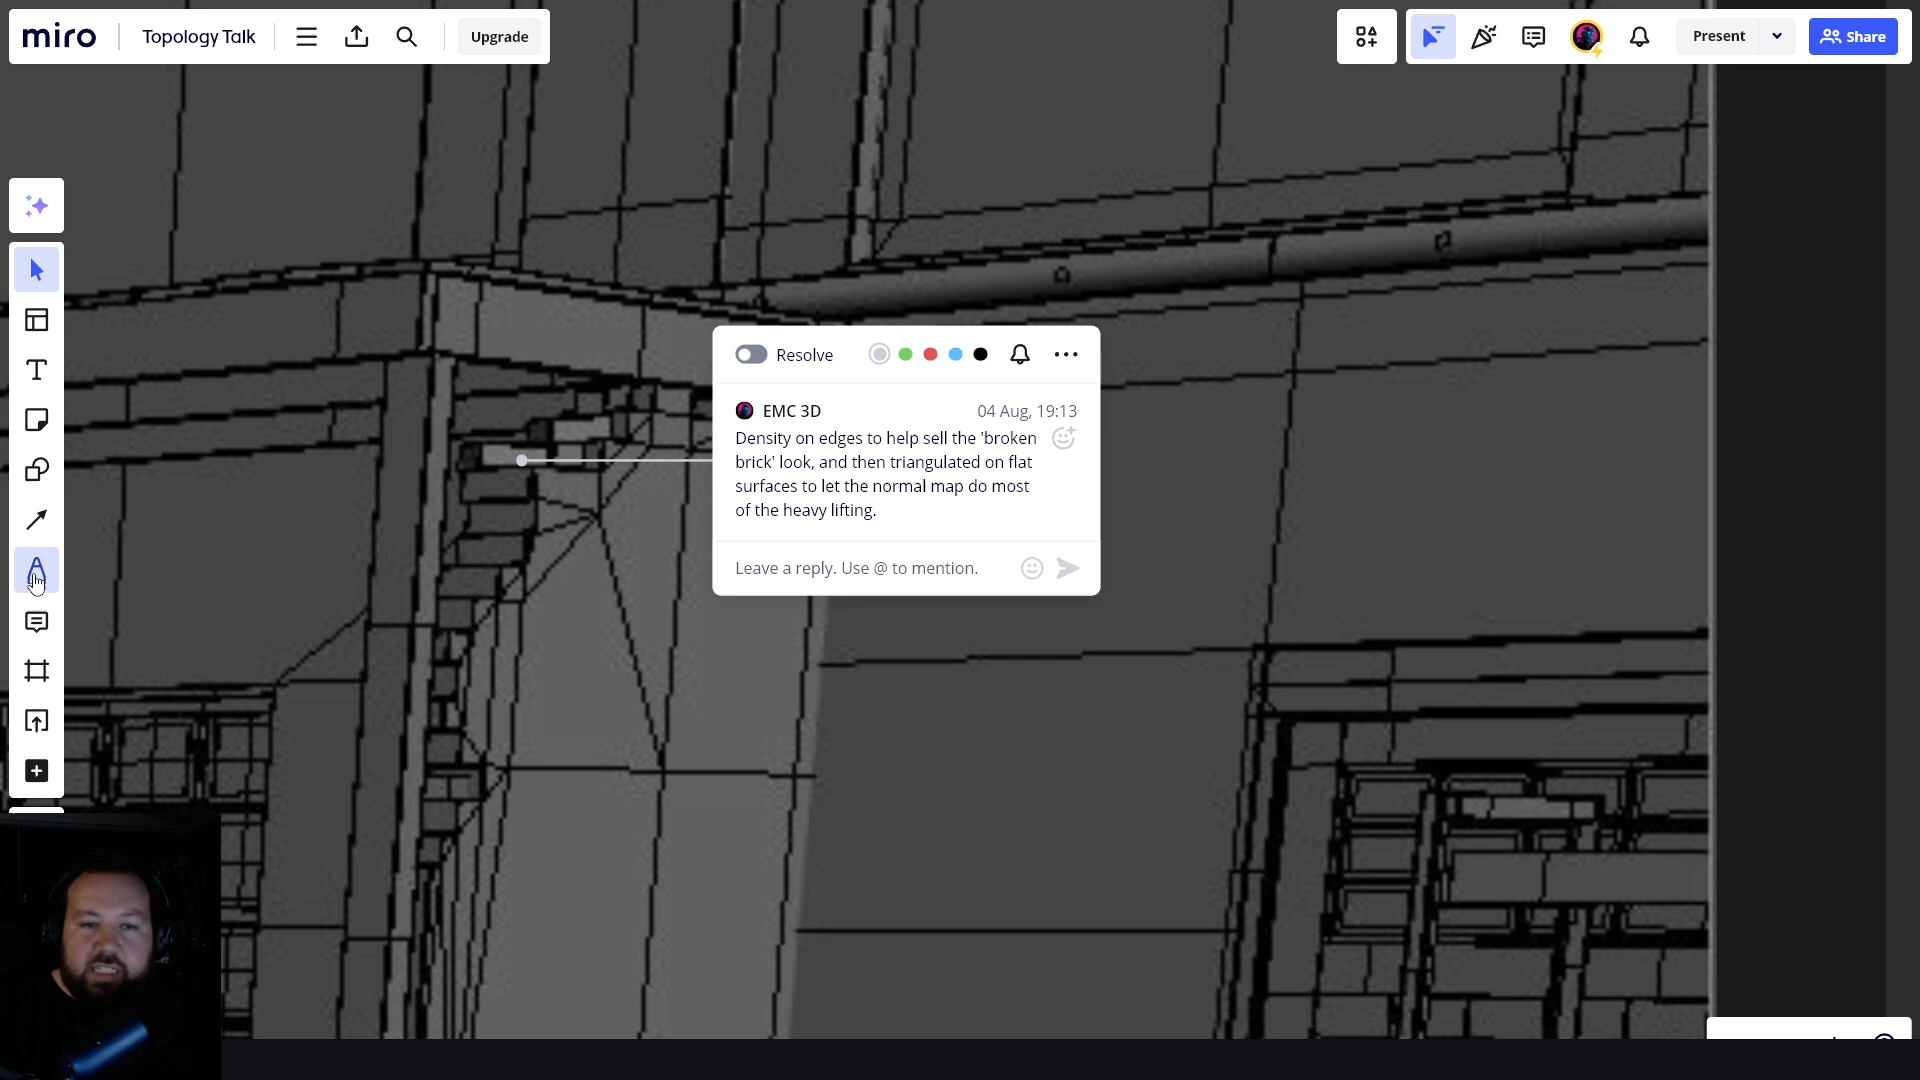 miro
Topology Talk
Upgrade
Present
Share
Resolve
EMC 3D
04 Aug, 19:13
Density on edges to help sell the 'broken
brick' look, and then triangulated on flat
surfaces to let the normal map do most
of the heavy lifting.
Leave a reply. Use @ to mention.